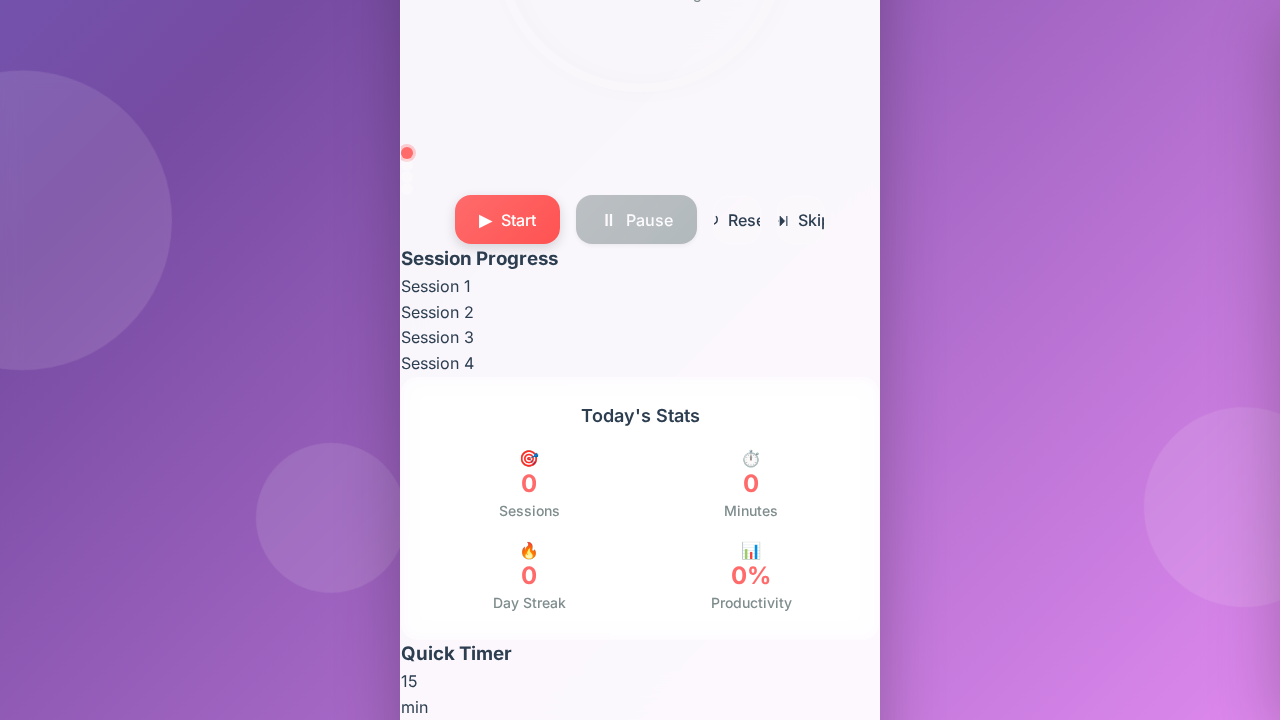 Start
Pause
Rese
Skip
Session Progress
Session 1
Session 2
Session 3
Session 4
Today's Stats
0
Sessions
0
Minutes
0
Day Streak
0%
Productivity
Quick Timer
15
min